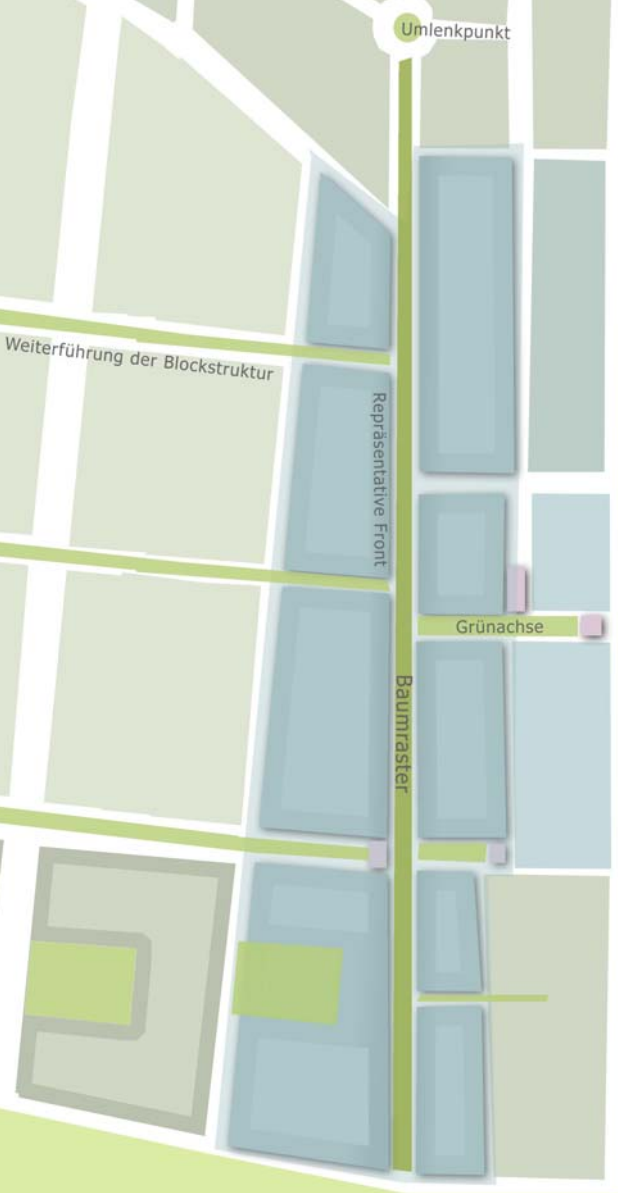 Umlenkpunkt
Weiterführung der Blockstruktur
Repräsentative Front
Grünachse
Baumraster